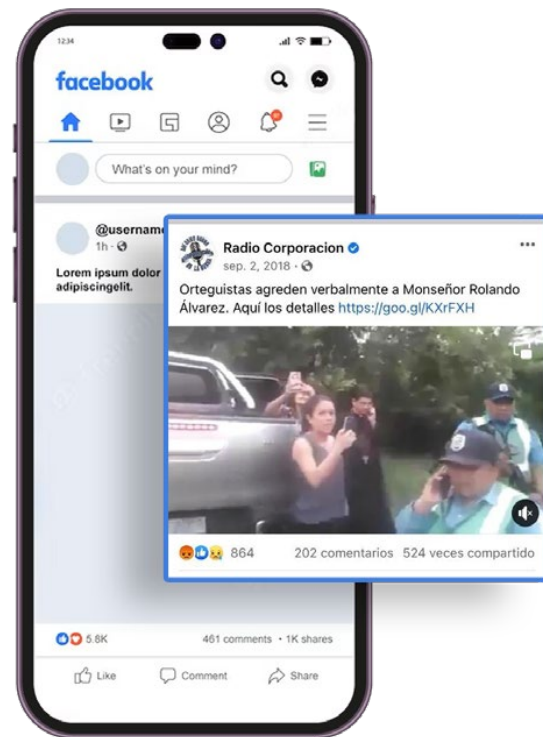 12:34
facebook
What's on your mind?
@username
1h ·
Lorem ipsum dolor
adipiscingelit.
Radio Corporacion
sep. 2, 2018 ·
Orteguistas agreden verbalmente a Monseñor Rolando
Álvarez. Aquí los detalles https://goo.gl/KXrFXH
864 202 comentarios 524 veces compartido
5.8K 461 comments • 1K shares
Like Comment Share